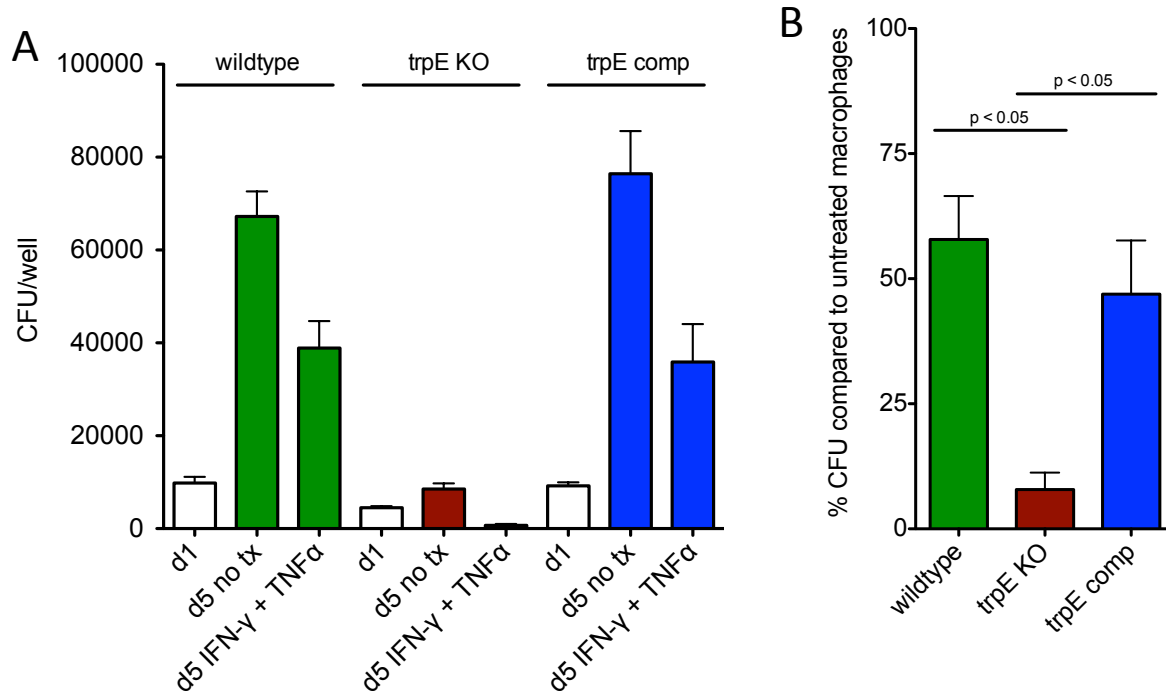 A
wildtype trpE KO trpE comp
100000
80000
60000
40000
20000
0
CFU/well
d1 d5 no tx d5 IFN-γ + TNFα d1 d5 no tx d5 IFN-γ + TNFα d1 d5 no tx d5 IFN-γ + TNFα
B
p < 0.05
p < 0.05
100
75
50
25
0
% CFU compared to untreated macrophages
wildtype trpE KO trpE comp